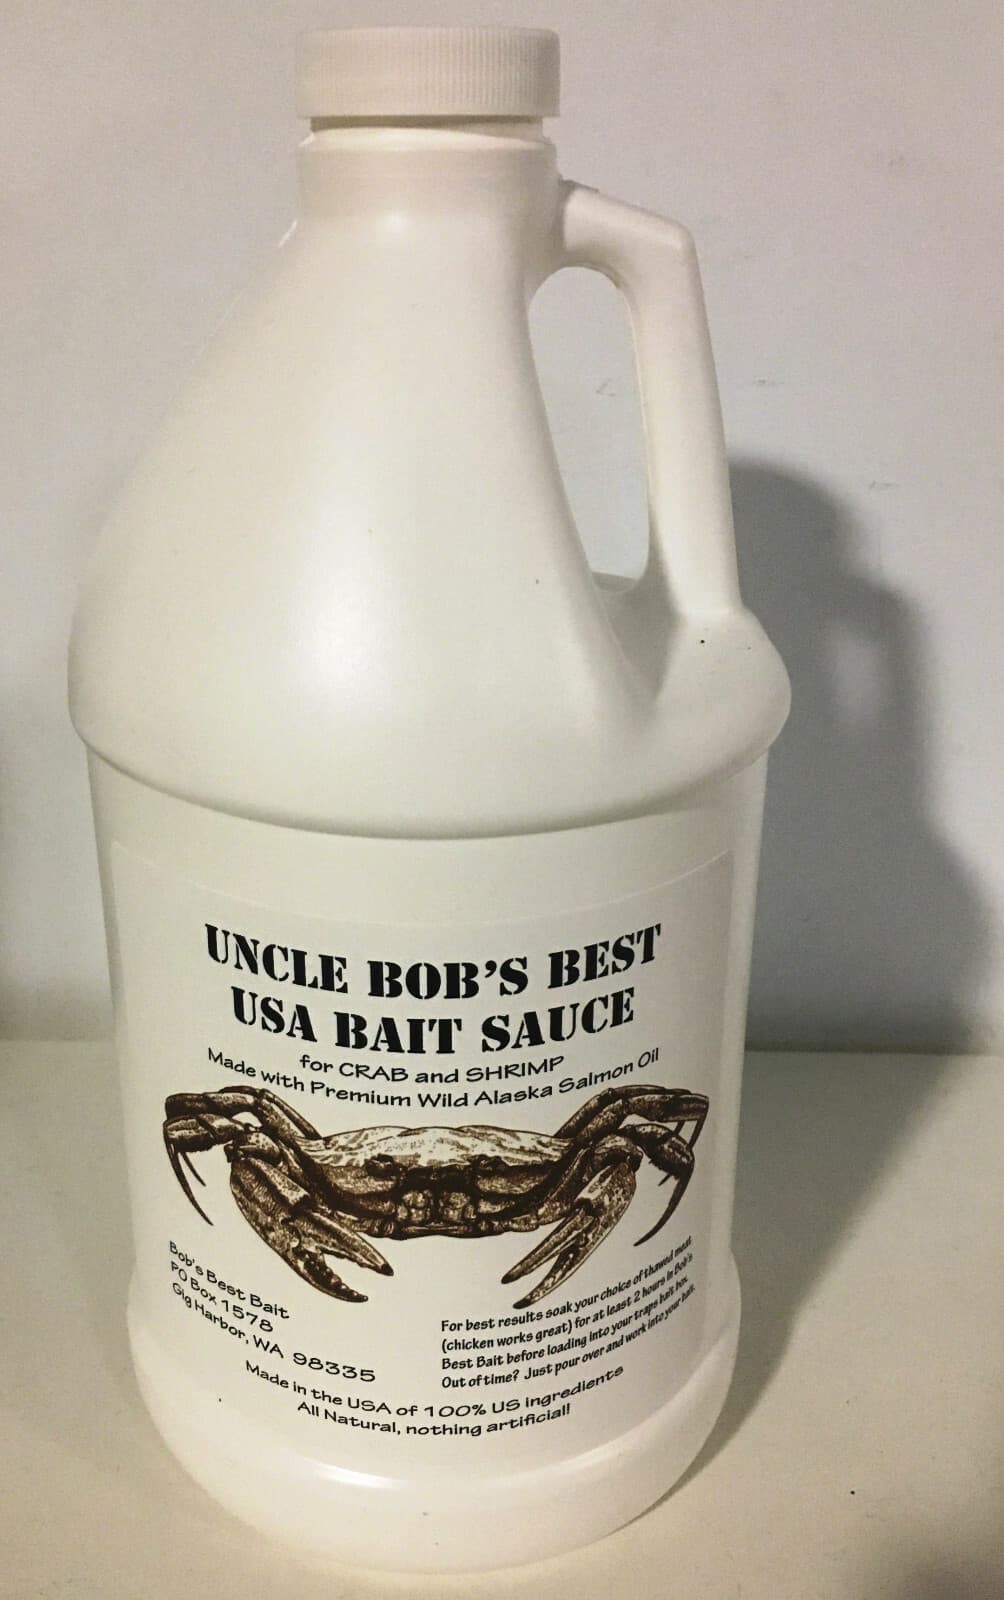 UNCLE BOB'S BEST
USA BAIT SAUCE
for CRAB and SHRIMP
Made with Premium Wild Alaska Salmon Oil
Bob's Best Bait
PO Box 1578
Gig Harbor, WA 98335
For best results soak your choice of thawed meat
(chicken works great) for at least 2 hours in Bob's
Best Bait before loading into your traps bait box.
Out of time? Just pour over and work into your bait.
Made in the USA of 100% US ingredients
All Natural, nothing artificial!